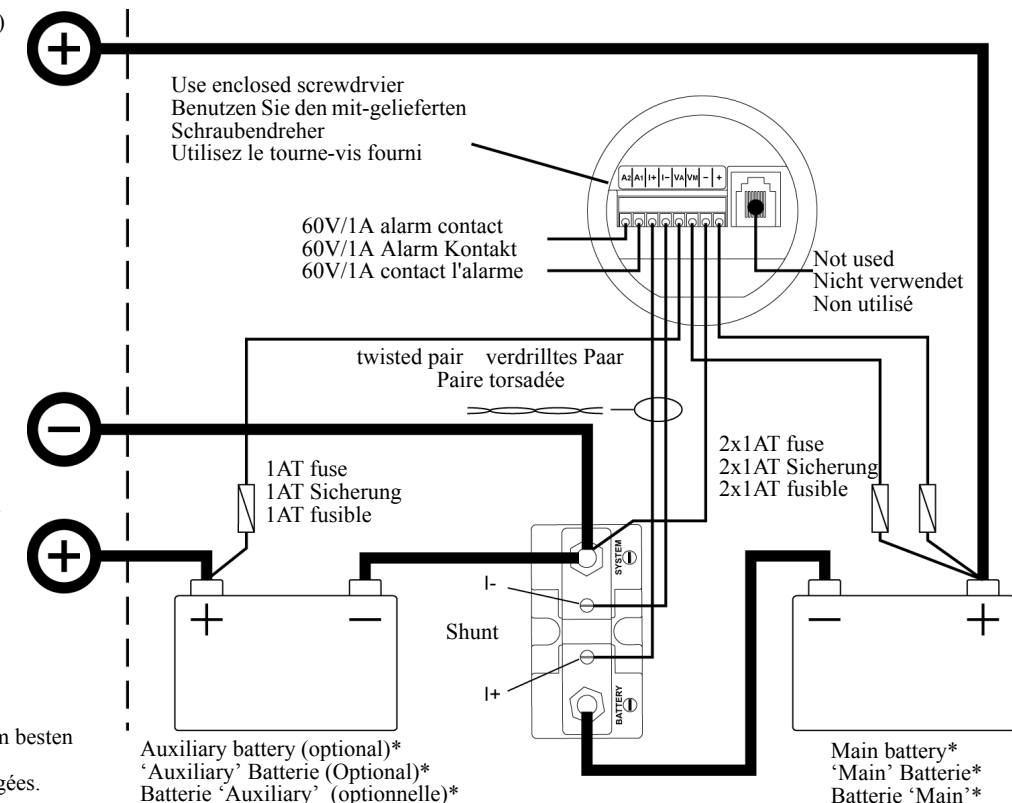 )
+
Use enclosed screwdrvier
Benutzen Sie den mit-gelieferten
Schraubendreher
Utilisez le tourne-vis fourni
A2 A1 I+ I− VA VM − +
60V/1A alarm contact
60V/1A Alarm Kontakt
60V/1A contact l'alarme
Not used
Nicht verwendet
Non utilisé
twisted pair verdrilltes Paar
Paire torsadée
−
1AT fuse
1AT Sicherung
1AT fusible
2x1AT fuse
2x1AT Sicherung
2x1AT fusible
+
SYSTEM
I-
Shunt
I+
BATTERY
+ −
− +
n besten
gées.
Auxiliary battery (optional)*
‘Auxiliary’ Batterie (Optional)*
Batterie ‘Auxiliary’ (optionnelle)*
Main battery*
‘Main’ Batterie*
Batterie ‘Main’*